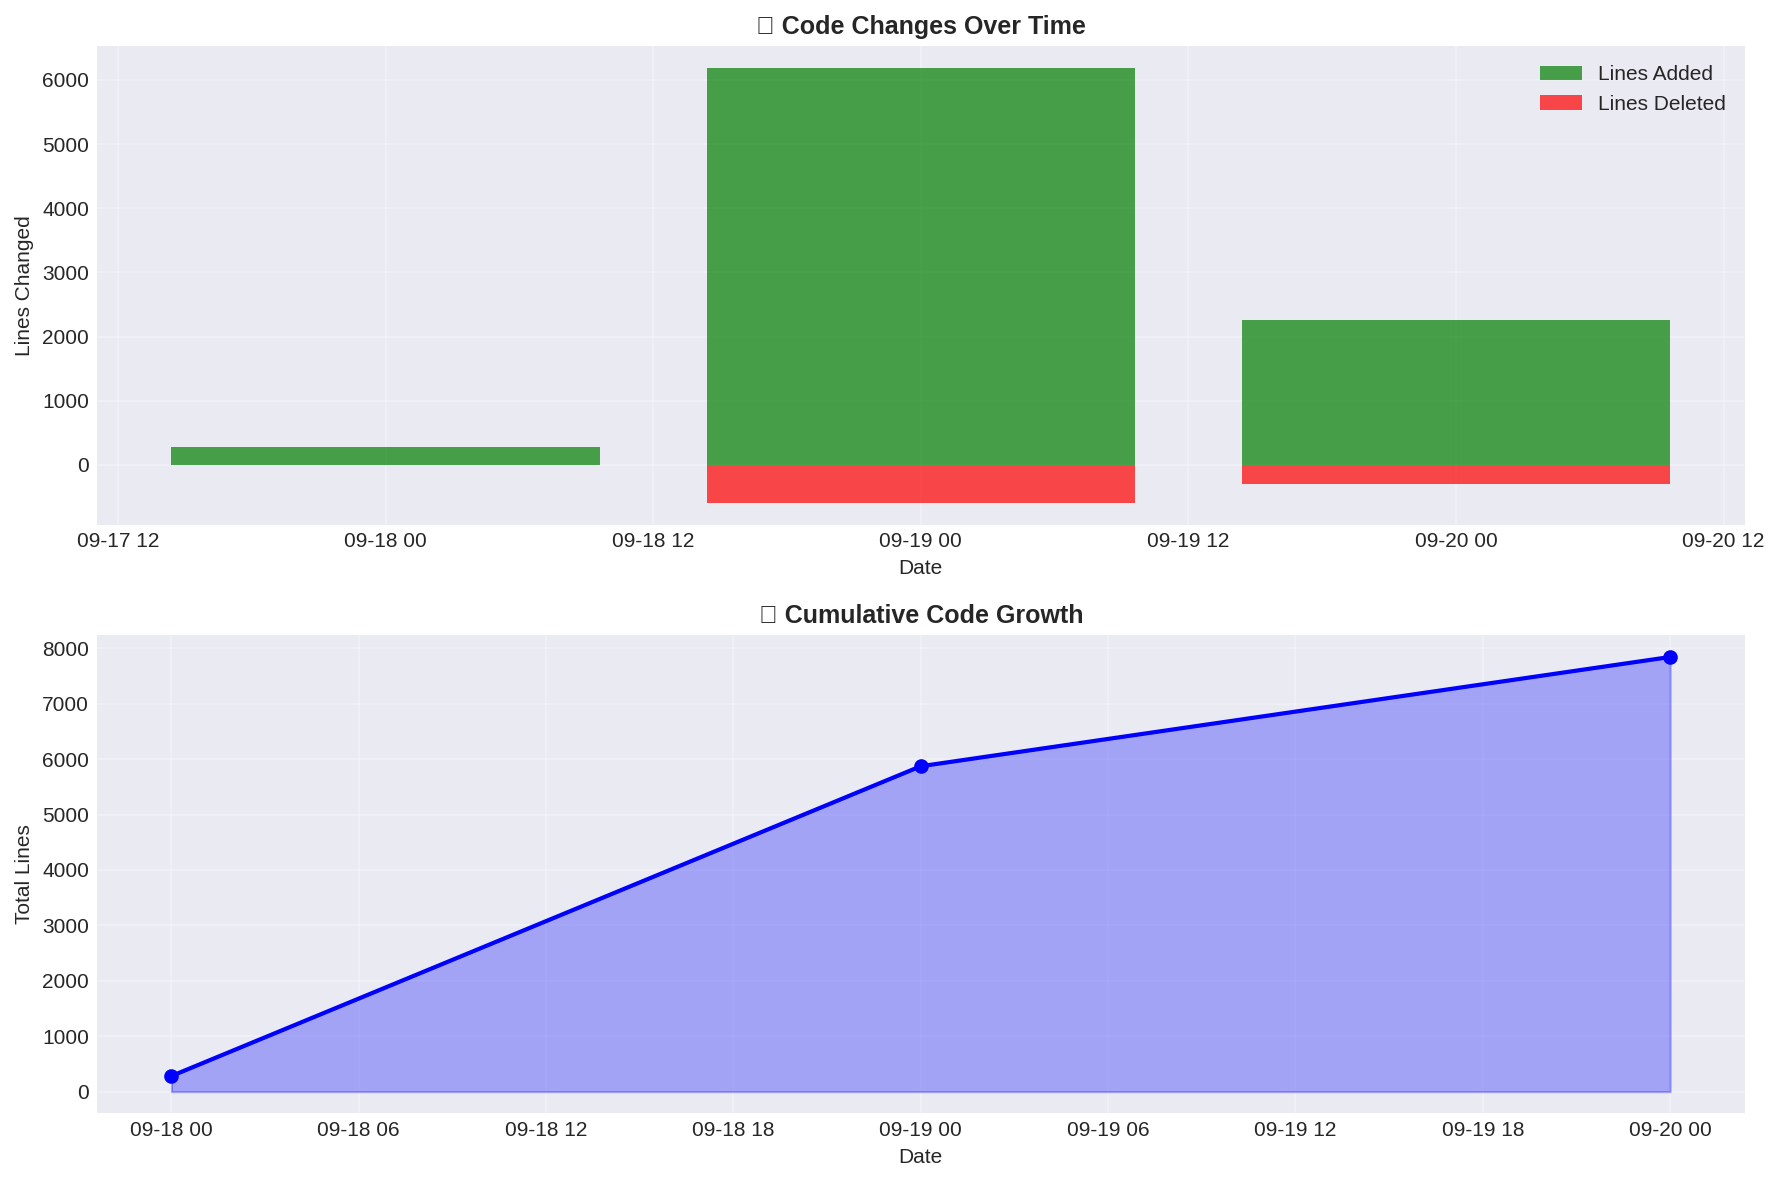 Code Changes Over Time
Lines Added
Lines Deleted
6000
5000
4000
3000
2000
1000
0
Lines Changed
09-17 12 09-18 00 09-18 12 09-19 00 09-19 12 09-20 00 09-20 12
Date
Cumulative Code Growth
8000
7000
6000
5000
4000
3000
2000
1000
0
Total Lines
09-18 00 09-18 06 09-18 12 09-18 18 09-19 00 09-19 06 09-19 12 09-19 18 09-20 00
Date